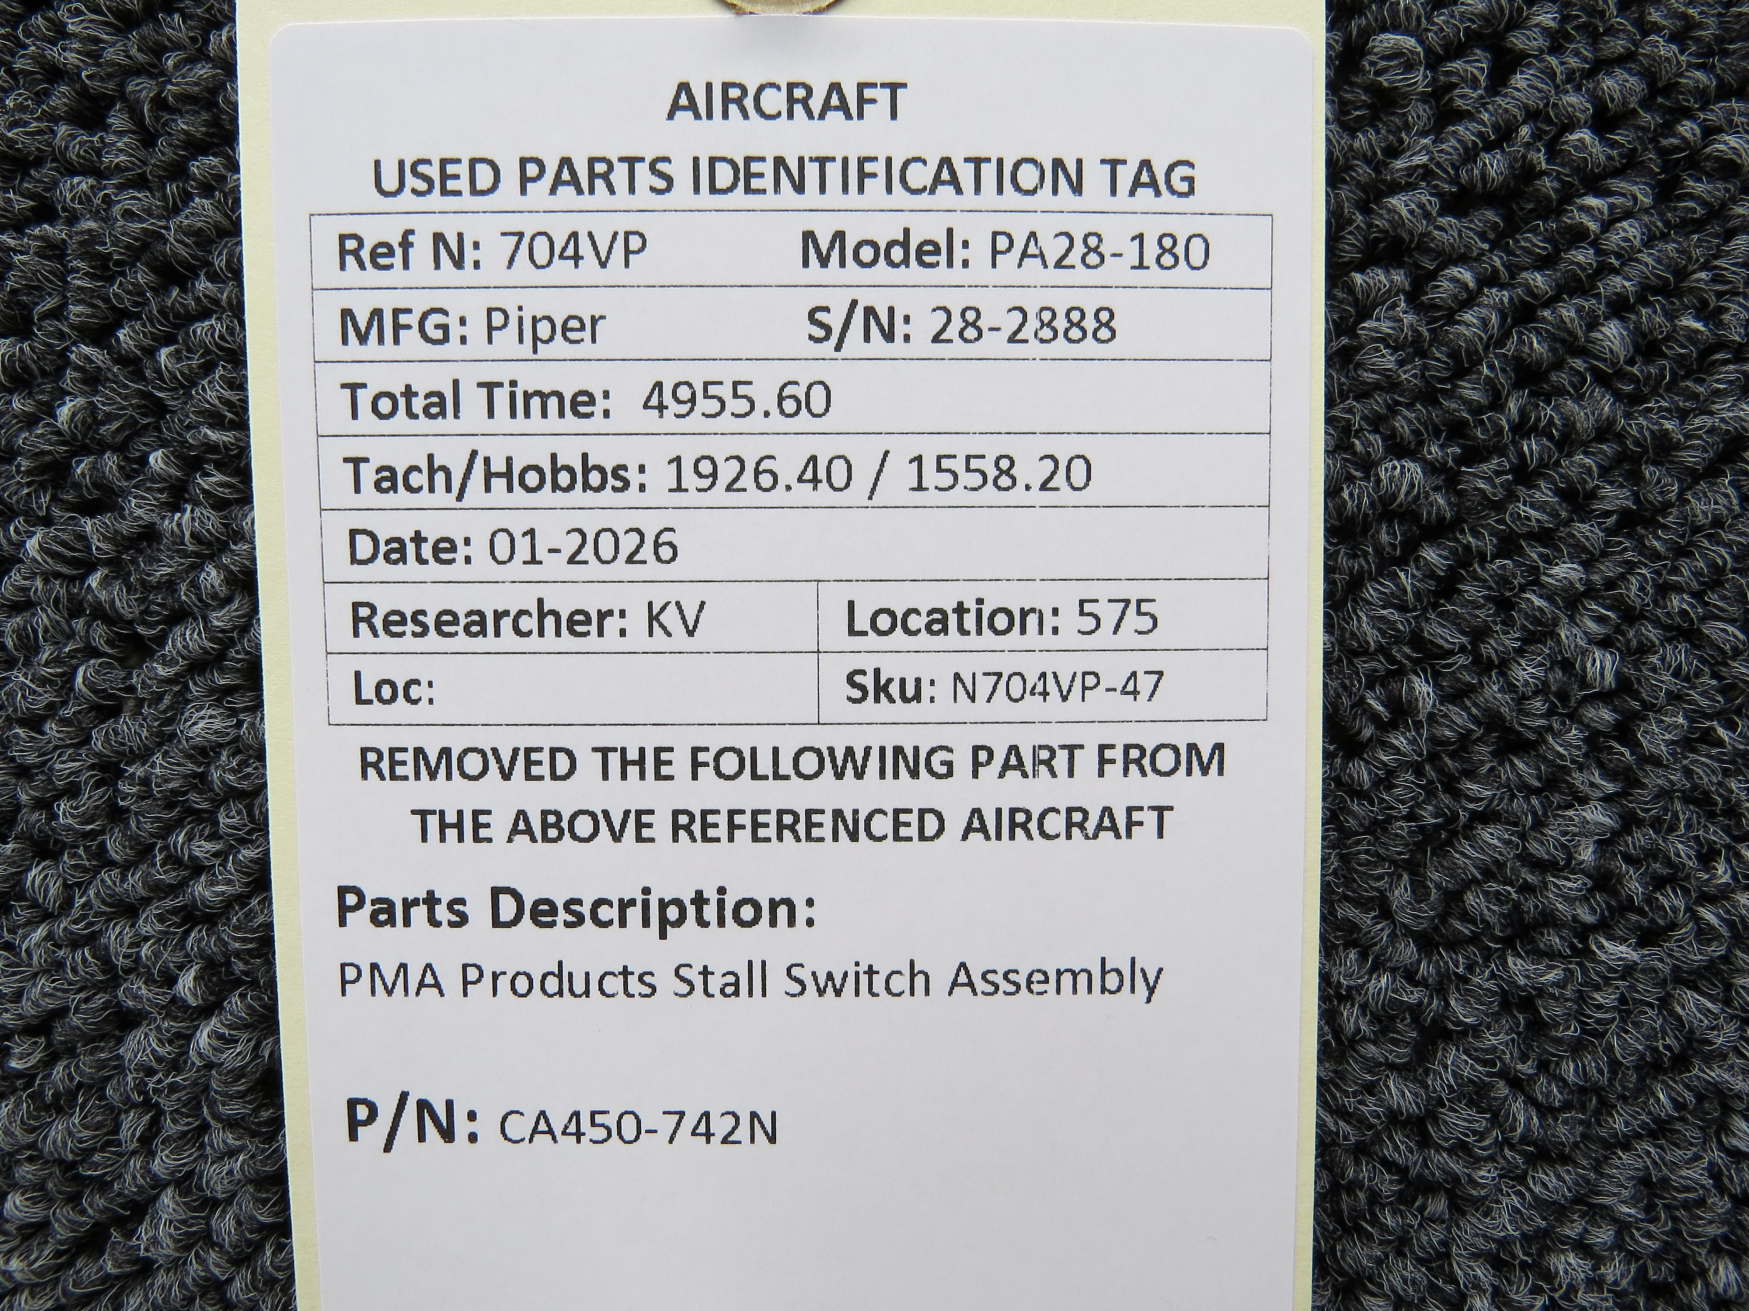 AIRCRAFT
USED PARTS IDENTIFICATION TAG
Ref N: 704VP Model: PA28-180
MFG: Piper S/N: 28-2888
Total Time: 4955.60
Tach/Hobbs: 1926.40 / 1558.20
Date: 01-2026
Researcher: KV Location: 575
Loc: Sku: N704VP-47
REMOVED THE FOLLOWING PART FROM
THE ABOVE REFERENCED AIRCRAFT
Parts Description:
PMA Products Stall Switch Assembly
P/N: CA450-742N